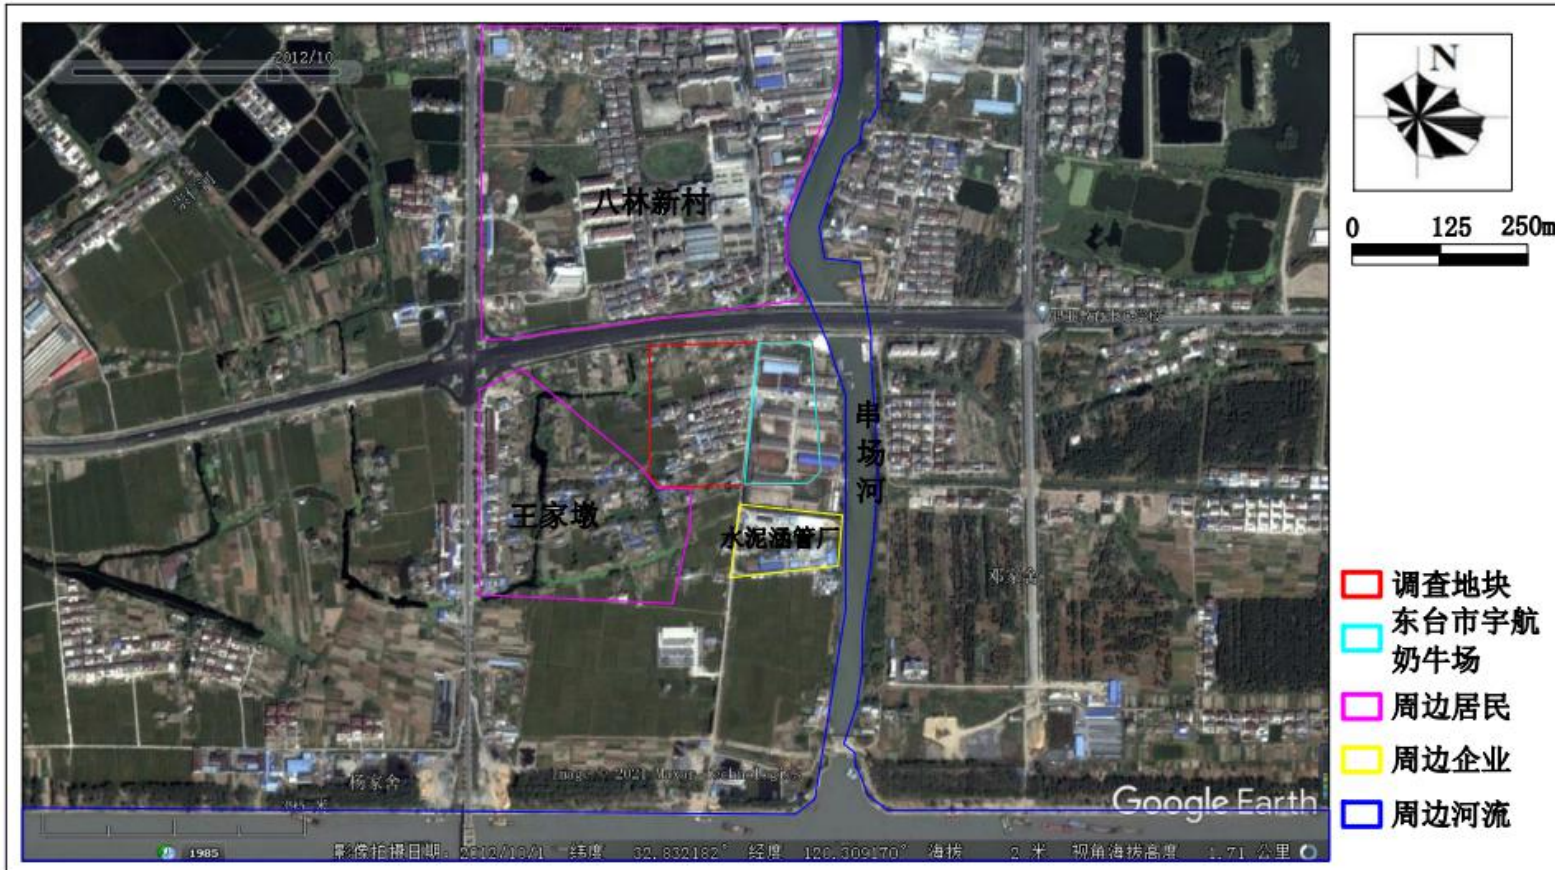 2012/10
N
八林新村
0 125 250m
串
场
河
王家墩
水泥涵管厂
邓家舍
调查地块
东台市宇航
奶牛场
周边居民
周边企业
周边河流
杨家舍
Image © 2021 Maxar Technologies
395 米
Google Earth
1985
影像拍摄日期: 2012/10/1 纬度 32.832182° 经度 120.309170° 海拔 2 米 视角海拔高度 1.71 公里